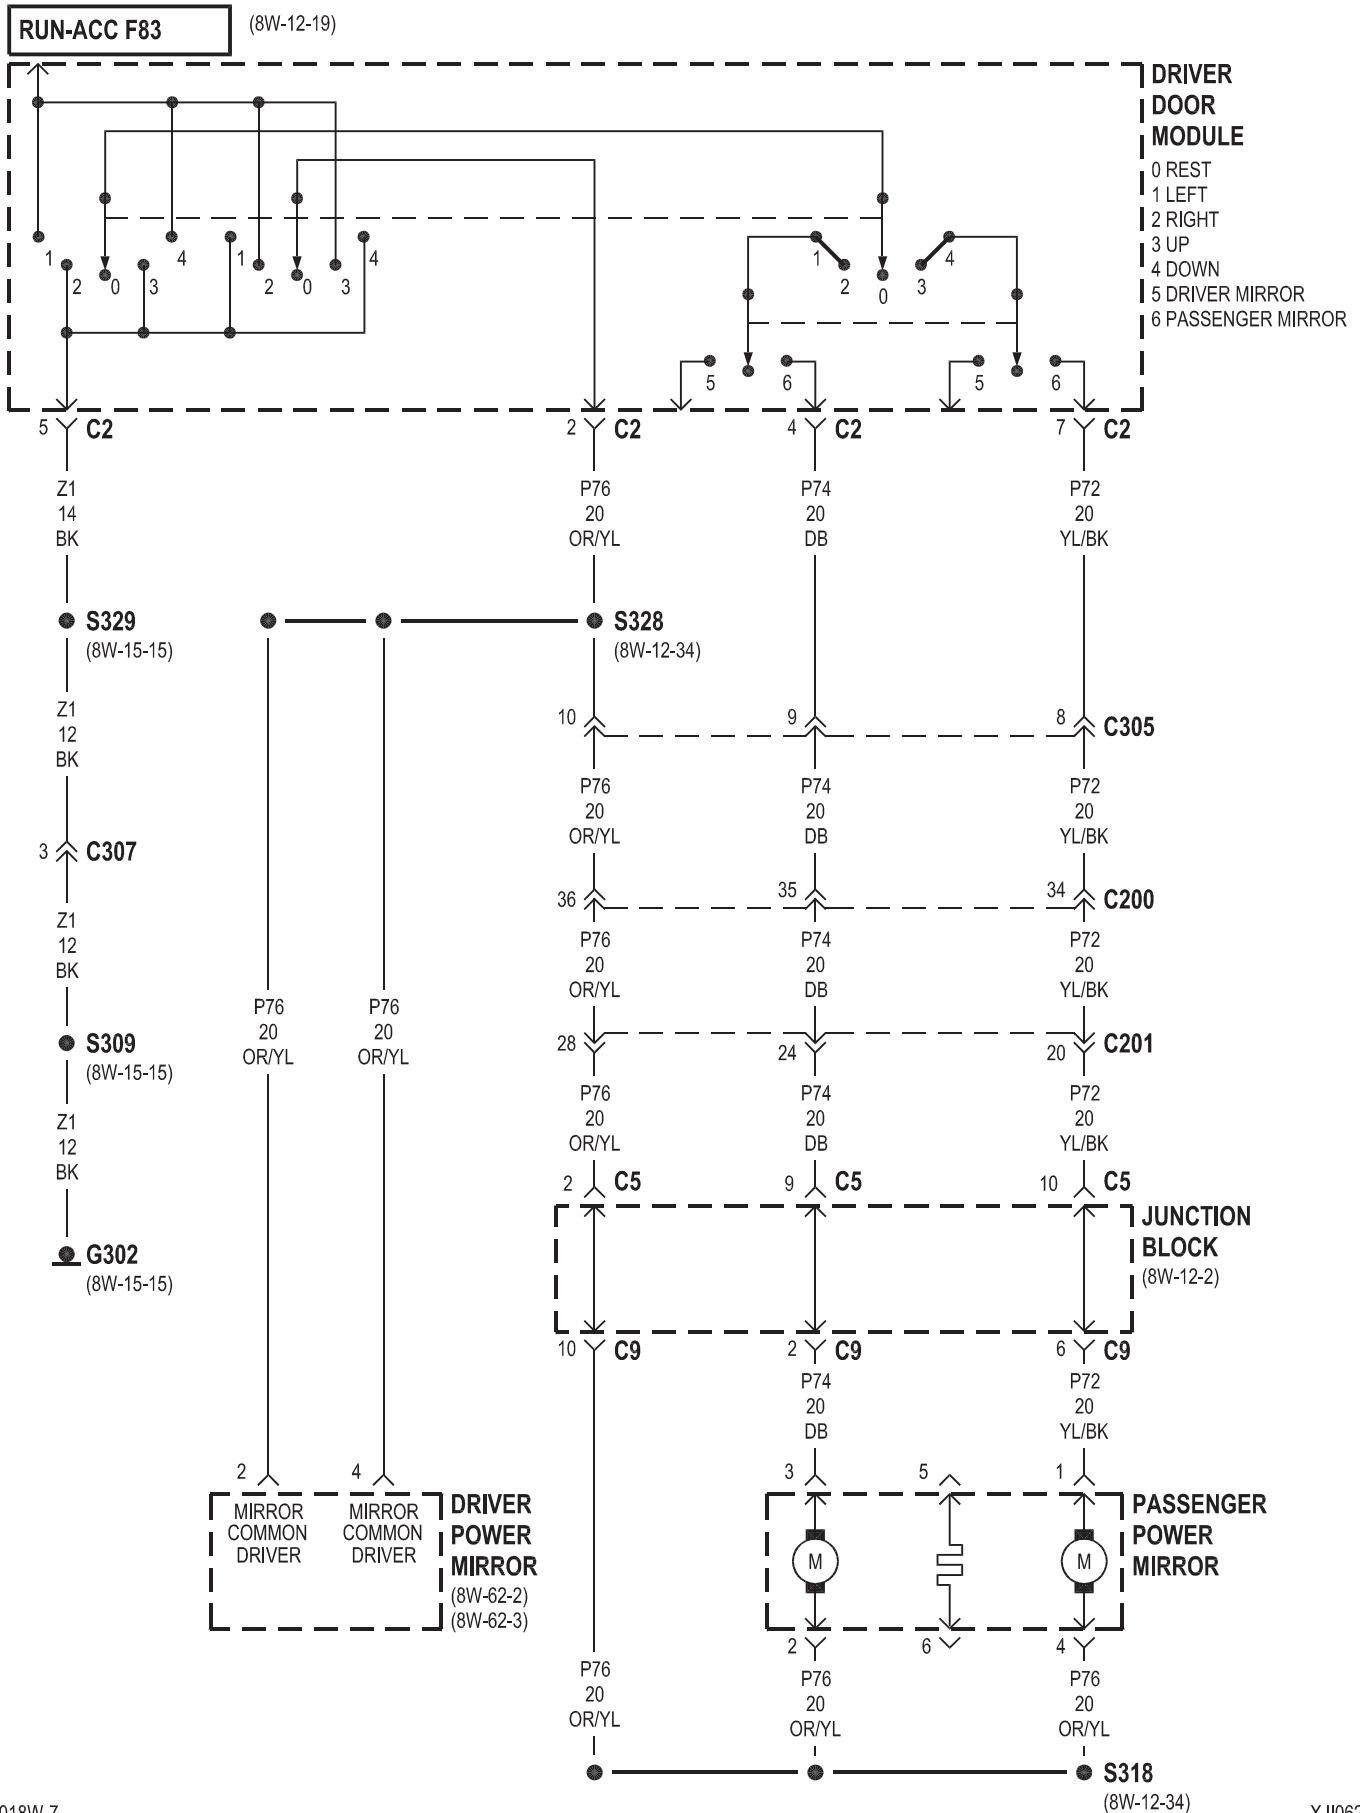 RUN-ACC F83
(8W-12-19)
DRIVER
DOOR
MODULE
0 REST
1 LEFT
2 RIGHT
3 UP
4 DOWN
5 DRIVER MIRROR
6 PASSENGER MIRROR
1 2 0 3 4 1 2 0 3 4 1 2 0 3 4
5 6 5 6
5 C2 2 C2 4 C2 7 C2
Z1 P76 P74 P72
14 20 20 20
BK OR/YL DB YL/BK
S329 S328
(8W-15-15) (8W-12-34)
Z1
12
BK
10 9 8 C305
P76 P74 P72
20 20 20
OR/YL DB YL/BK
3 C307
36 35 34 C200
Z1
12
BK
P76 P74 P72
20 20 20
OR/YL DB YL/BK
P76 P76
20 20
OR/YL OR/YL
S309
(8W-15-15)
28 24 20 C201
Z1
12
BK
P76 P74 P72
20 20 20
OR/YL DB YL/BK
2 C5 9 C5 10 C5
G302
(8W-15-15)
JUNCTION
BLOCK
(8W-12-2)
10 C9 2 C9 6 C9
P74 P72
20 20
DB YL/BK
2 4 3 5 1
MIRROR COMMON DRIVER
MIRROR COMMON DRIVER
DRIVER
POWER
MIRROR
(8W-62-2)
(8W-62-3)
M M
PASSENGER
POWER
MIRROR
2 6 4
P76 P76 P76
20 20 20
OR/YL OR/YL OR/YL
S318
(8W-12-34)